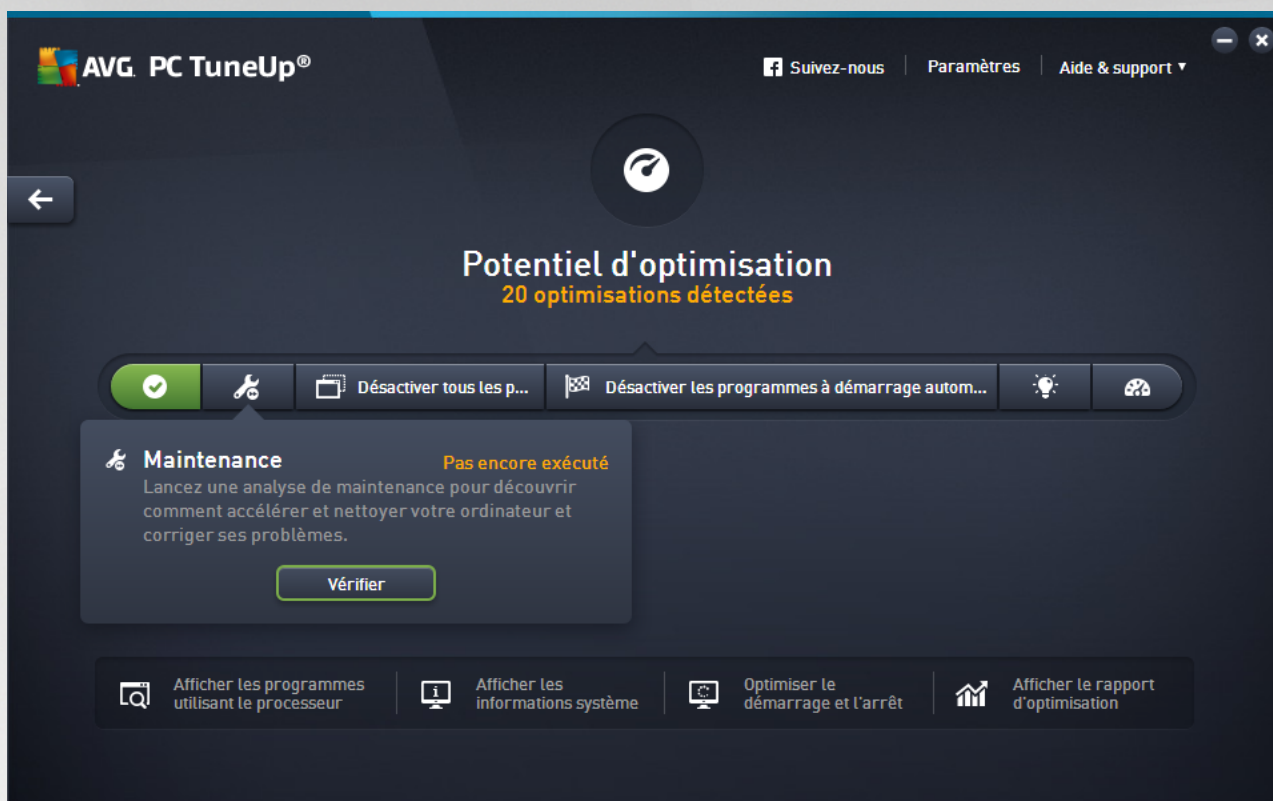 AVG. PC TuneUp®
Suivez-nous
Paramètres
Aide & support
Potentiel d'optimisation
20 optimisations détectées
Désactiver tous les p...
Désactiver les programmes à démarrage autom...
Maintenance
Pas encore exécuté
Lancez une analyse de maintenance pour découvrir
comment accélérer et nettoyer votre ordinateur et
corriger ses problèmes.
Vérifier
Afficher les programmes
utilisant le processeur
Afficher les
informations système
Optimiser le
démarrage et l'arrêt
Afficher le rapport
d'optimisation